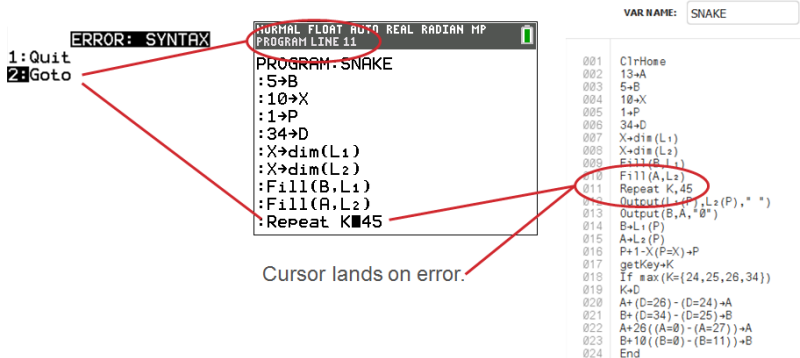 ERROR: SYNTAX
1:Quit
2:Goto
NORMAL FLOAT AUTO REAL RADIAN MP
PROGRAM LINE 11
PROGRAM:SNAKE
:5→B
:10→X
:1→P
:34→D
:X→dim(L₁)
:X→dim(L₂)
:Fill(B,L₁)
:Fill(A,L₂)
:Repeat K 45
Cursor lands on error.
VAR NAME: SNAKE
001 ClrHome
002 13→A
003 5→B
004 10→X
005 1→P
006 34→D
007 X→dim(L₁)
008 X→dim(L₂)
009 Fill(B,L₁)
010 Fill(A,L₂)
011 Repeat K,45
012 Output(L₁(P),L₂(P)," ")
013 Output(B,A,"0")
014 B→L₁(P)
015 A→L₂(P)
016 P+1-X(P=X)→P
017 getKey→K
018 If max(K={24,25,26,34})
019 K→D
020 A+(D=26)-(D=24)→A
021 B+(D=34)-(D=25)→B
022 A+26((A=0)-(A=27))→A
023 B+10((B=0)-(B=11))→B
024 End